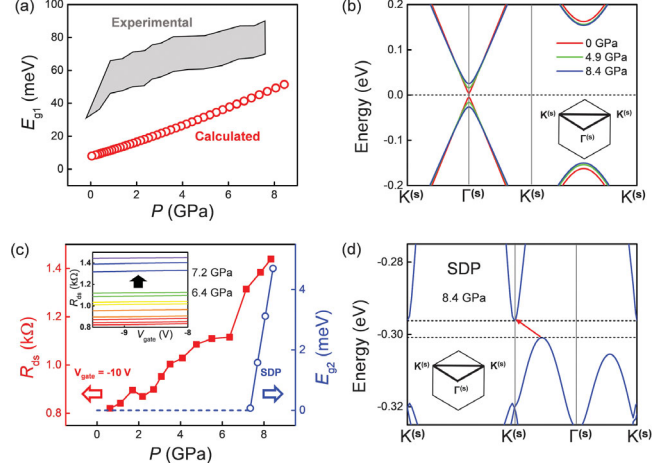 (a)
Experimental
Calculated
E_g1 (meV)
100
80
60
40
20
0
0 2 4 6 8
P (GPa)
(b)
0 GPa
4.9 GPa
8.4 GPa
Energy (eV)
0.2
0.1
0.0
-0.1
-0.2
K^(s) K^(s)
Γ^(s)
K^(s) Γ^(s) K^(s) K^(s)
(c)
R_ds (kΩ)
1.4
1.2
1.0
0.8
R_ds (kΩ)
1.4
1.2
1.0
0.8
7.2 GPa
6.4 GPa
-9 -8
V_gate (V)
V_gate = -10 V
SDP
E_g2 (meV)
4
2
0
0 2 4 6 8
P (GPa)
(d)
SDP
8.4 GPa
Energy (eV)
-0.28
-0.30
-0.32
K^(s) K^(s)
Γ^(s)
K^(s) K^(s) Γ^(s) K^(s)